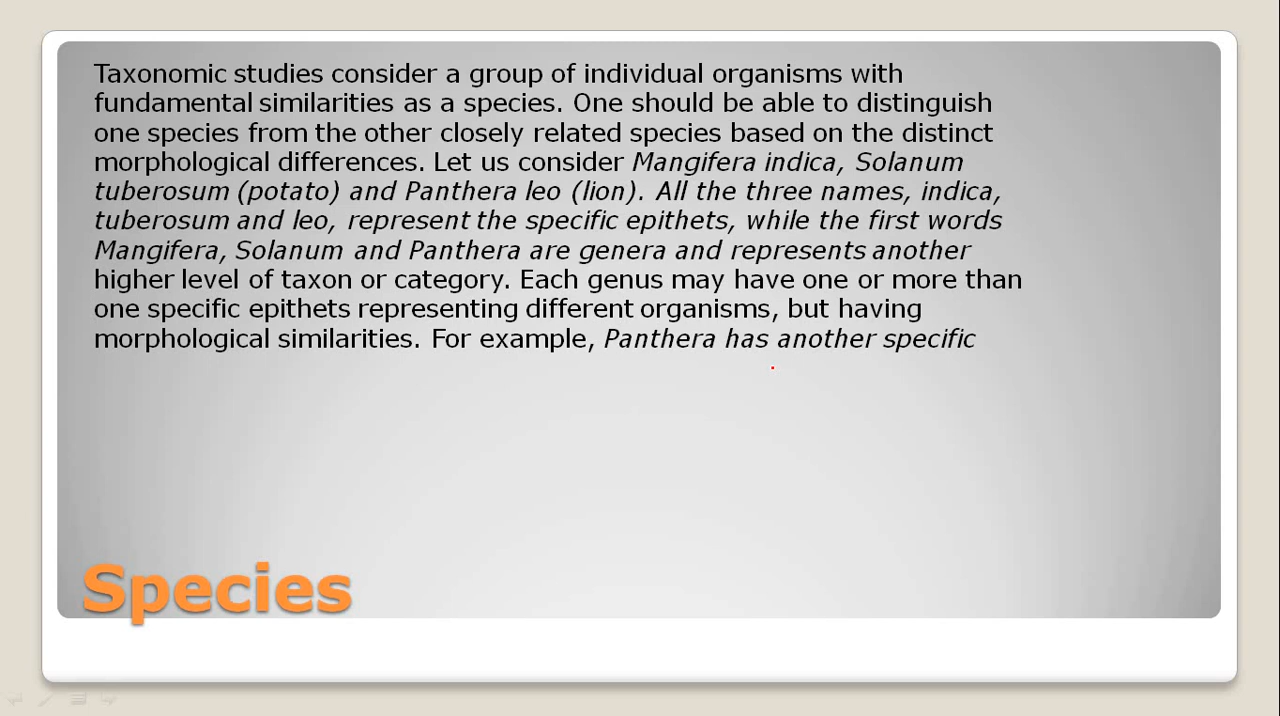 Taxonomic studies consider a group of individual organisms with
fundamental similarities as a species. One should be able to distinguish
one species from the other closely related species based on the distinct
morphological differences. Let us consider Mangifera indica, Solanum
tuberosum (potato) and Panthera leo (lion). All the three names, indica,
tuberosum and leo, represent the specific epithets, while the first words
Mangifera, Solanum and Panthera are genera and represents another
higher level of taxon or category. Each genus may have one or more than
one specific epithets representing different organisms, but having
morphological similarities. For example, Panthera has another specific
Species